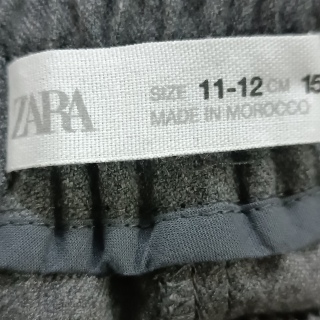 ZARA
SIZE 11-12 CM 15
MADE IN MOROCCO